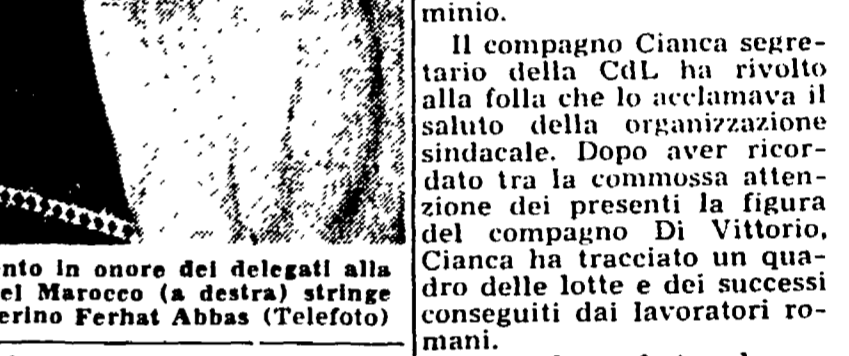 nto in onore dei delegati alla
el Marocco (a destra) stringe
erino Ferhat Abbas (Telefoto)
minio.
Il compagno Cianca segre-
tario della CdL ha rivolto
alla folla che lo acclamava il
saluto della organizzazione
sindacale. Dopo aver ricor-
dato tra la commossa atten-
zione dei presenti la figura
del compagno Di Vittorio,
Cianca ha tracciato un qua-
dro delle lotte e dei successi
conseguiti dai lavoratori ro-
mani.